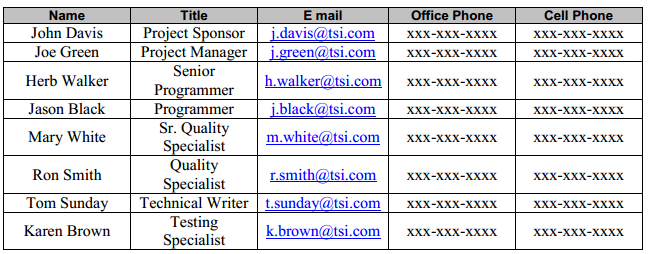 Name Title E mail Office Phone Cell Phone
John Davis Project Sponsor j.davis@tsi.com xxx-xxx-xxxx xxx-xxx-xxxx
Joe Green Project Manager j.green@tsi.com xxx-xxx-xxxx xxx-xxx-xxxx
Herb Walker Senior
Programmer h.walker@tsi.com xxx-xxx-xxxx xxx-xxx-xxxx
Jason Black Programmer j.black@tsi.com xxx-xxx-xxxx xxx-xxx-xxxx
Mary White Sr. Quality
Specialist m.white@tsi.com xxx-xxx-xxxx xxx-xxx-xxxx
Ron Smith Quality
Specialist r.smith@tsi.com xxx-xxx-xxxx xxx-xxx-xxxx
Tom Sunday Technical Writer t.sunday@tsi.com xxx-xxx-xxxx xxx-xxx-xxxx
Karen Brown Testing
Specialist k.brown@tsi.com xxx-xxx-xxxx xxx-xxx-xxxx